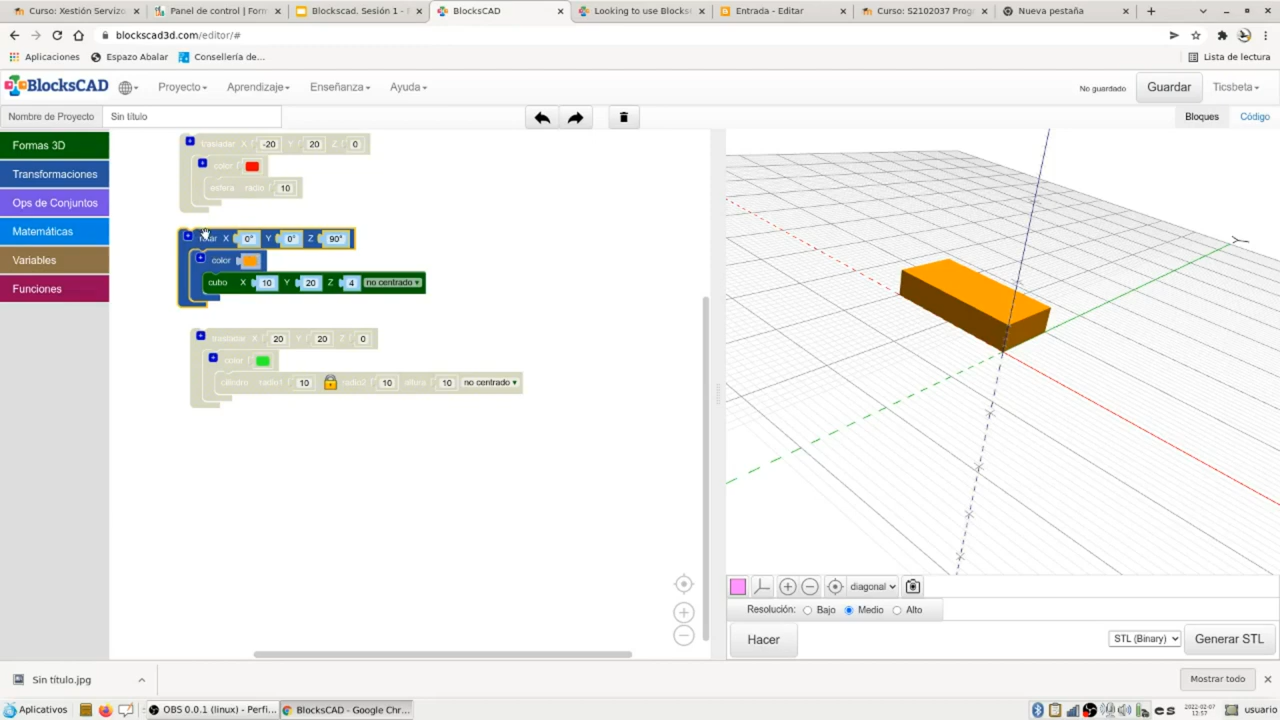 Curso: Xestión Servizo
Panel de control | Form
Blockscad, Sesión 1 -
BlocksCAD
Looking to use Blocks
Entrada - Editar
Curso: S2102037 Prog
Nueva pestaña
blockscad3d.com/editor/#
Aplicaciones
Espazo Abalar
Consellería de...
Lista de lectura
BlocksCAD
Proyecto
Aprendizaje
Enseñanza
Ayuda
No guardado
Guardar
Ticsbeta
Nombre de Proyecto
Sin título
Bloques
Código
Formas 3D
Transformaciones
Ops de Conjuntos
Matemáticas
Variables
Funciones
trasladar X -20 Y 20 Z 0
color
esfera radio 10
X 0° Y 0° Z 90°
color
cubo X 10 Y 20 Z 4 no centrado
trasladar X 20 Y 20 Z 0
color
cilindro radio1 10 radio2 10 altura 10 no centrado
diagonal
Resolución: Bajo Medio Alto
Hacer
STL (Binary)
Generar STL
Sin título.jpg
Mostrar todo
Aplicativos
OBS 0.0.1 (linux) - Perfi...
BlocksCAD - Google Chr...
es
2022-02-07
12:57
usuario